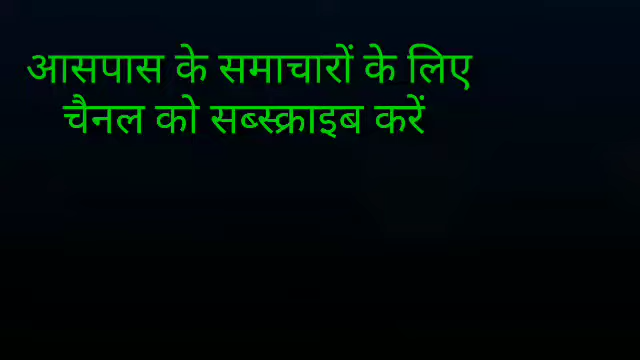 आसपास के समाचारों के लिए
चैनल को सब्स्क्राइब करें